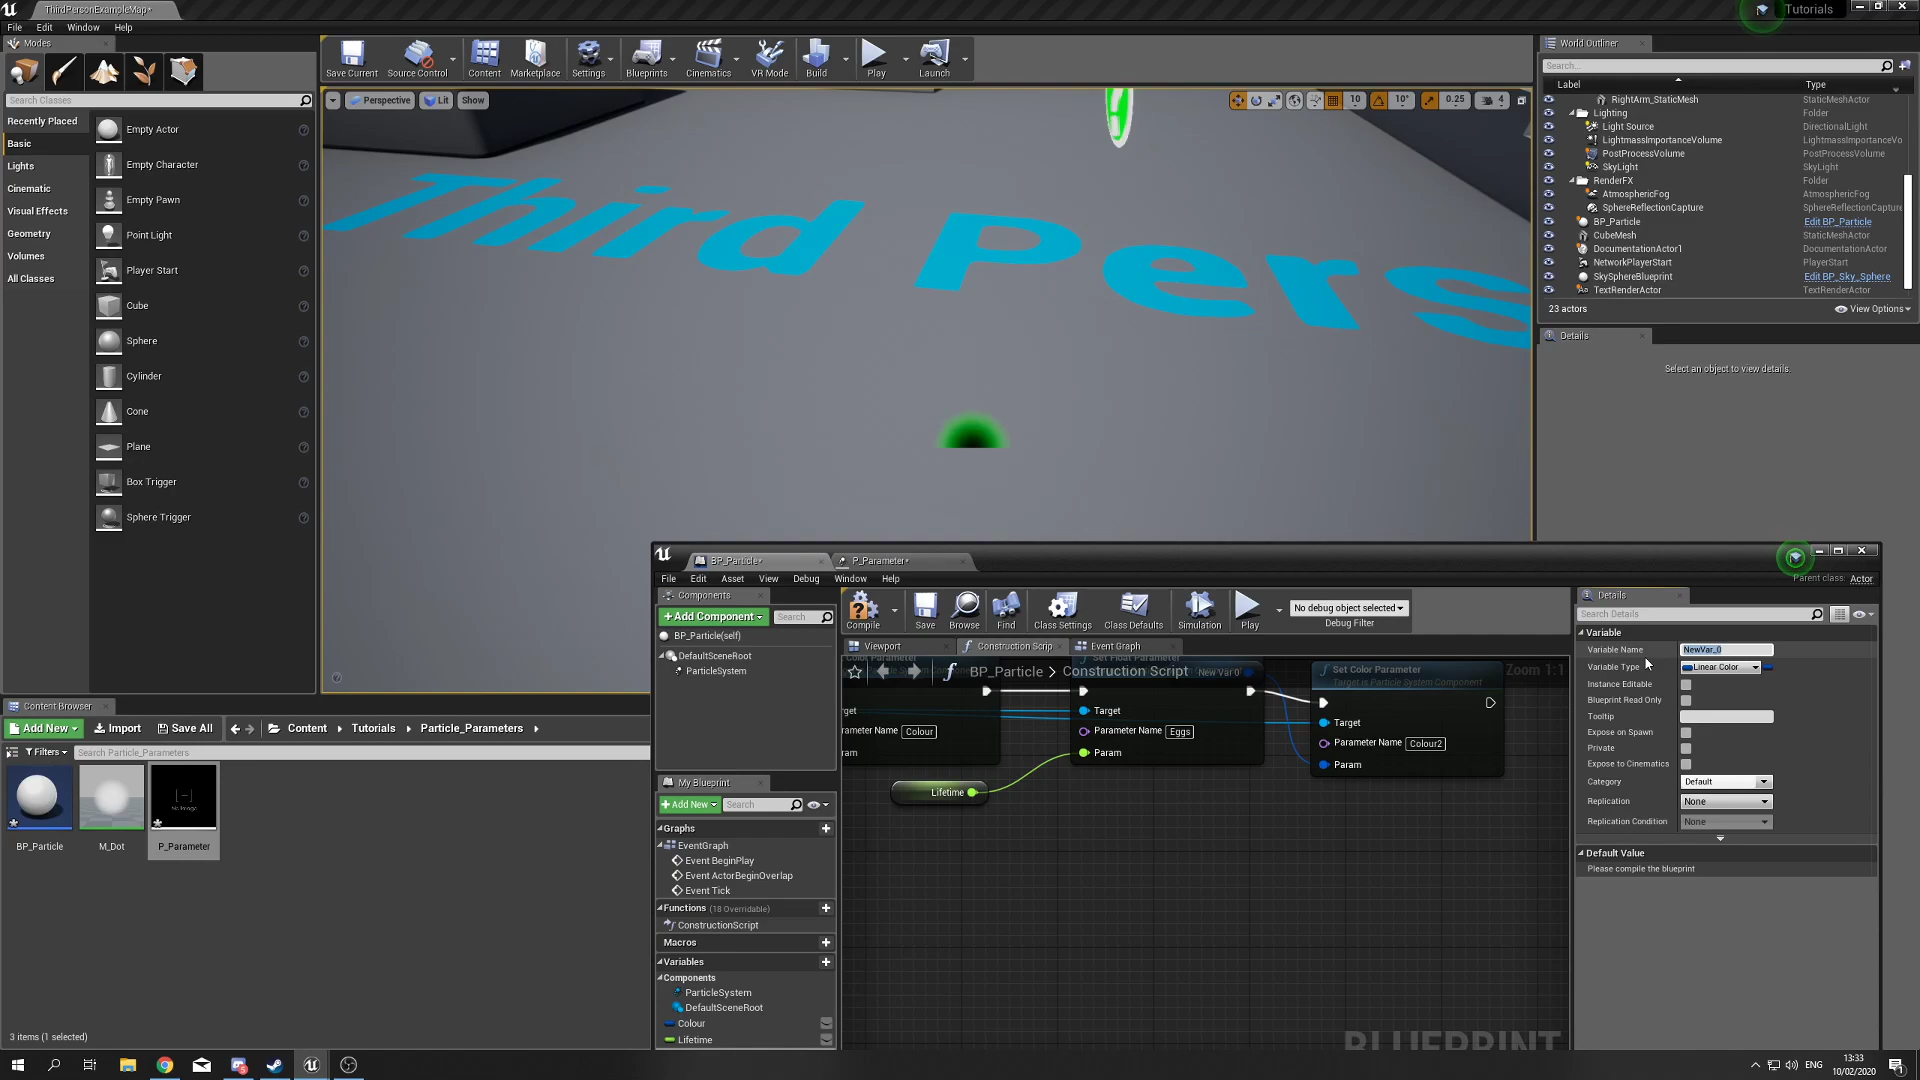 ThirdPersonExampleMap*
Tutorials
File Edit Window Help
Modes
Search Classes
Recently Placed
Basic
Lights
Cinematic
Visual Effects
Geometry
Volumes
All Classes
Empty Actor
Empty Character
Empty Pawn
Point Light
Player Start
Cube
Sphere
Cylinder
Cone
Plane
Box Trigger
Sphere Trigger
Save Current
Source Control
Content
Marketplace
Settings
Blueprints
Cinematics
VR Mode
Build
Play
Launch
Perspective Lit Show
10 10° 0.25 4
Third Pers
World Outliner
Search...
Label Type
RightArm_StaticMesh StaticMeshActor
Lighting Folder
Light Source DirectionalLight
LightmassImportanceVolume LightmassImportanceVo
PostProcessVolume PostProcessVolume
SkyLight SkyLight
RenderFX Folder
AtmosphericFog AtmosphericFog
SphereReflectionCapture SphereReflectionCapture
BP_Particle Edit BP_Particle
CubeMesh StaticMeshActor
DocumentationActor1 DocumentationActor
NetworkPlayerStart PlayerStart
SkySphereBlueprint Edit BP_Sky_Sphere
TextRenderActor TextRenderActor
23 actors View Options
Details
Select an object to view details.
Content Browser
Add New Import Save All Content Tutorials Particle_Parameters
Filters Search Particle_Parameters
No Image
BP_Particle M_Dot P_Parameter
3 items (1 selected)
BP_Particle* P_Parameter*
File Edit Asset View Debug Window Help
Parent class: Actor
Components
+Add Component Search
BP_Particle(self)
DefaultSceneRoot
ParticleSystem
My Blueprint
+Add New Search
Graphs
EventGraph
Event BeginPlay
Event ActorBeginOverlap
Event Tick
Functions (18 Overridable)
ConstructionScript
Macros
Variables
Components
ParticleSystem
DefaultSceneRoot
Colour
Lifetime
Compile Save Browse Find Class Settings Class Defaults Simulation Play
No debug object selected
Debug Filter
Viewport Construction Scrip Event Graph
BP_Particle > Construction Script
Zoom 1:1
Color Parameter
Set Float Parameter
New Var 0
Set Color Parameter
Target is Particle System Component
arget
rameter Name Colour
ram
Target
Parameter Name Eggs
Param
Target
Parameter Name Colour2
Param
Lifetime
BLUEPRINT
Details
Search Details
Variable
Variable Name NewVar_0
Variable Type Linear Color
Instance Editable
Blueprint Read Only
Tooltip
Expose on Spawn
Private
Expose to Cinematics
Category Default
Replication None
Replication Condition None
Default Value
Please compile the blueprint
ENG
13:33
10/02/2020